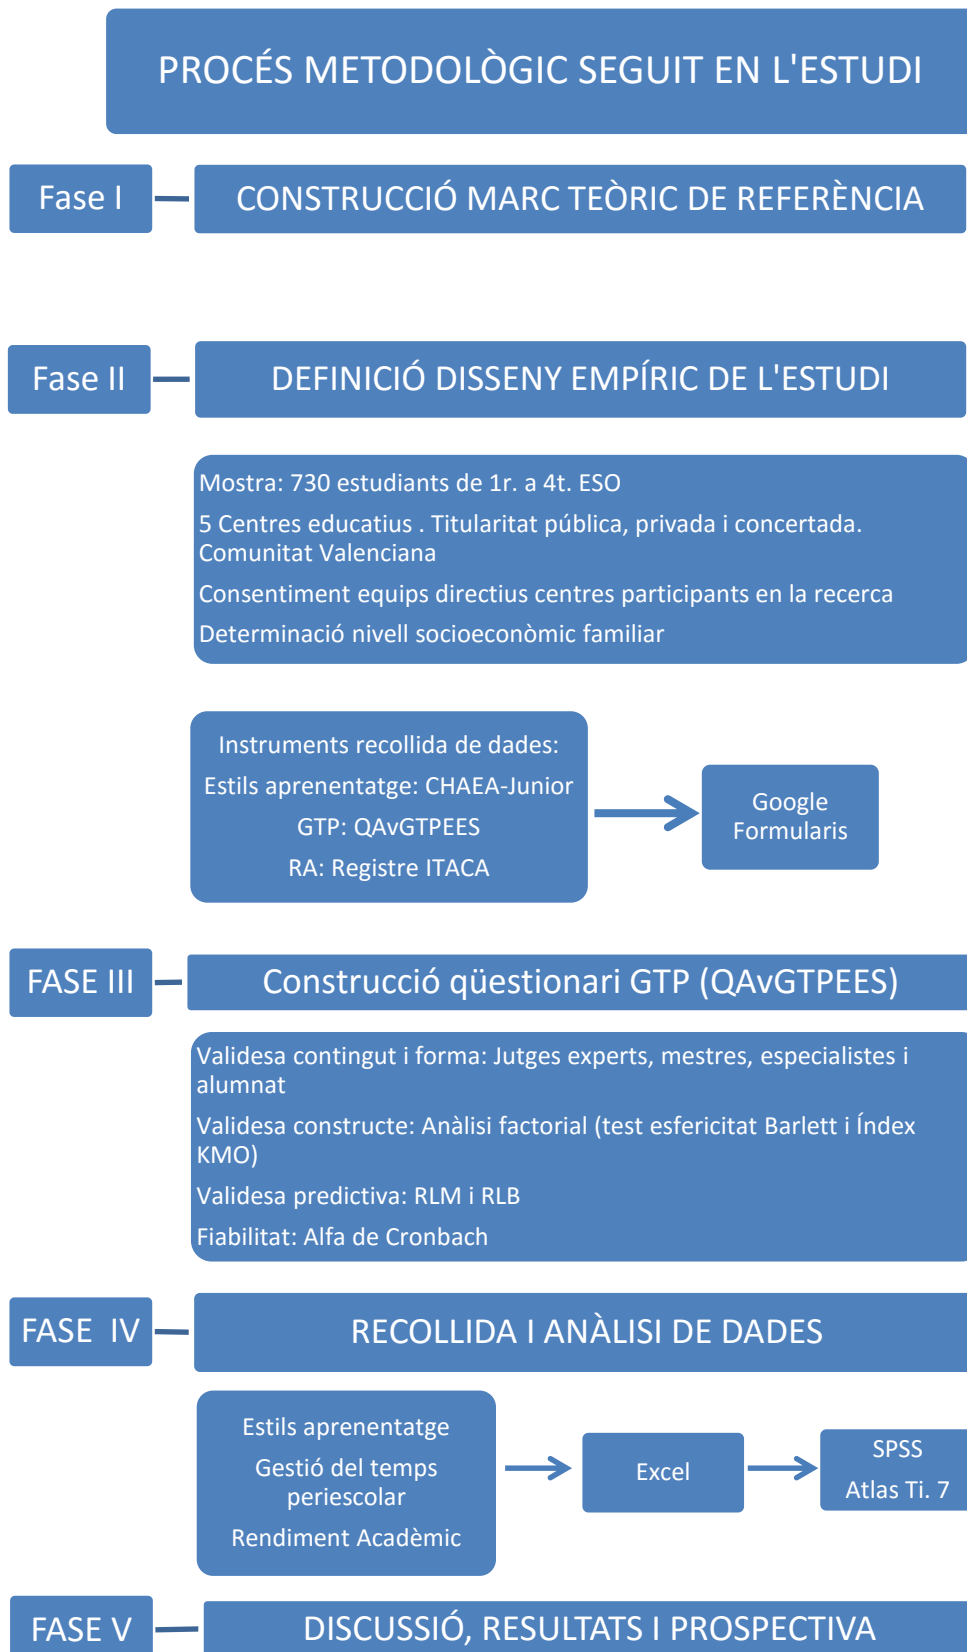 PROCÉS METODOLÒGIC SEGUIT EN L'ESTUDI
Fase I
CONSTRUCCIÓ MARC TEÒRIC DE REFERÈNCIA
Fase II
DEFINICIÓ DISSENY EMPÍRIC DE L'ESTUDI
Mostra: 730 estudiants de 1r. a 4t. ESO
5 Centres educatius . Titularitat pública, privada i concertada.
Comunitat Valenciana
Consentiment equips directius centres participants en la recerca
Determinació nivell socioeconòmic familiar
Instruments recollida de dades:
Estils aprenentatge: CHAEA-Junior
GTP: QAvGTPEES
RA: Registre ITACA
Google
Formularis
FASE III
Construcció qüestionari GTP (QAvGTPEES)
Validesa contingut i forma: Jutges experts, mestres, especialistes i
alumnat
Validesa constructe: Anàlisi factorial (test esfericitat Barlett i Índex
KMO)
Validesa predictiva: RLM i RLB
Fiabilitat: Alfa de Cronbach
FASE  IV
RECOLLIDA I ANÀLISI DE DADES
Estils aprenentatge
Gestió del temps
periescolar
Rendiment Acadèmic
Excel
SPSS
Atlas Ti. 7
FASE V
DISCUSSIÓ, RESULTATS I PROSPECTIVA